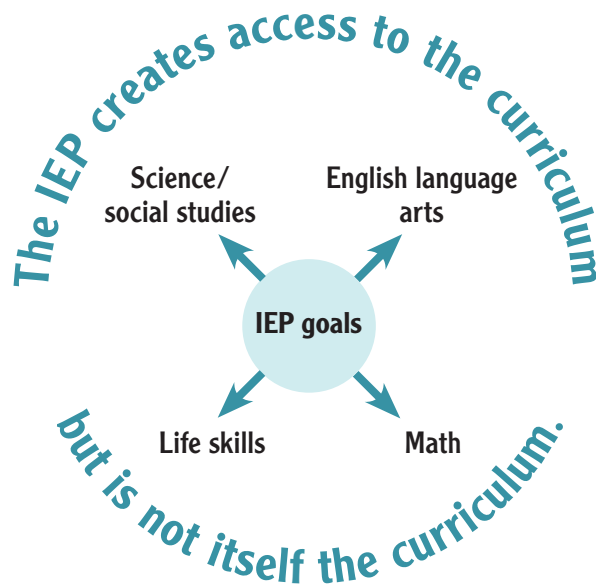 The IEP creates access to the curriculum
Science/
social studies
English language
arts
IEP goals
Life skills
Math
but is not itself the curriculum.